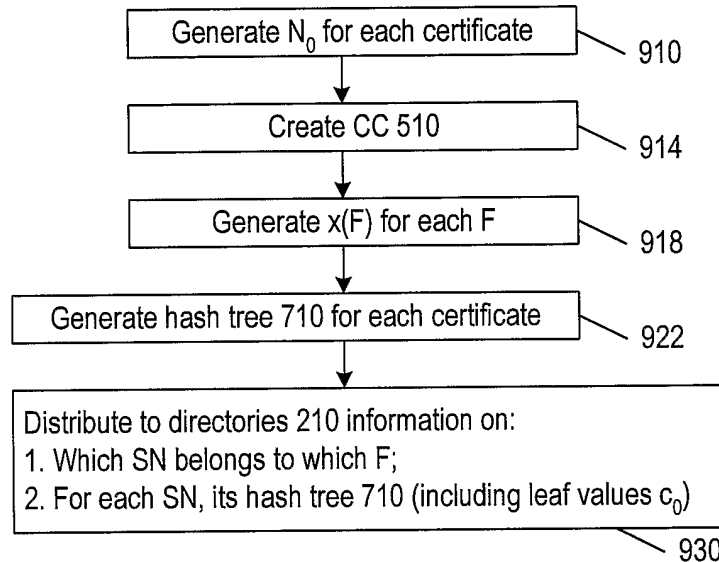 Generate N₀ for each certificate
910
Create CC 510
914
Generate x(F) for each F
918
Generate hash tree 710 for each certificate
922
Distribute to directories 210 information on:
1. Which SN belongs to which F;
2. For each SN, its hash tree 710 (including leaf values c₀)
930